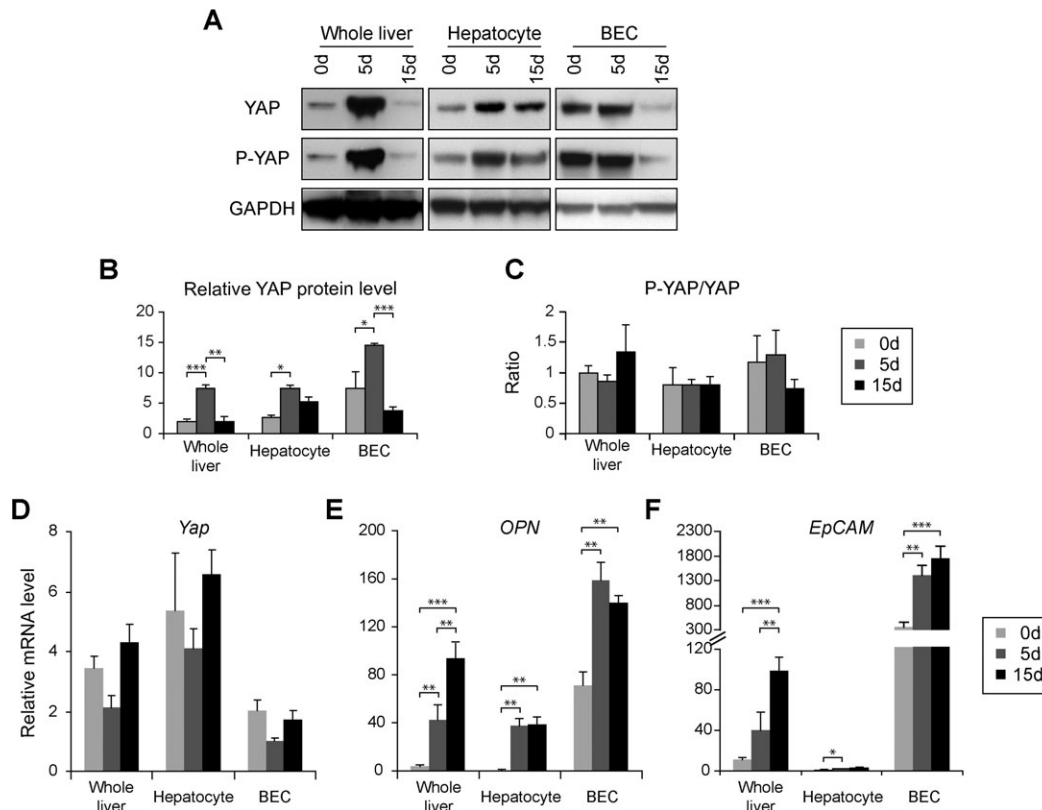 A
Whole liver Hepatocyte BEC
0d 5d 15d 0d 5d 15d 0d 5d 15d
YAP
P-YAP
GAPDH
B
Relative YAP protein level
20
15
10
5
0
*** ** * * ***
Whole liver Hepatocyte BEC
C
P-YAP/YAP
Ratio
2
1.5
1
0.5
0
Whole liver Hepatocyte BEC
0d
5d
15d
D
Yap
Relative mRNA level
8
6
4
2
0
Whole liver Hepatocyte BEC
E
OPN
200
160
120
80
40
0
*** ** ** ** ** ** **
Whole liver Hepatocyte BEC
F
EpCAM
2300
1800
1300
800
300
120
80
40
0
*** ** * *** **
Whole liver Hepatocyte BEC
0d
5d
15d